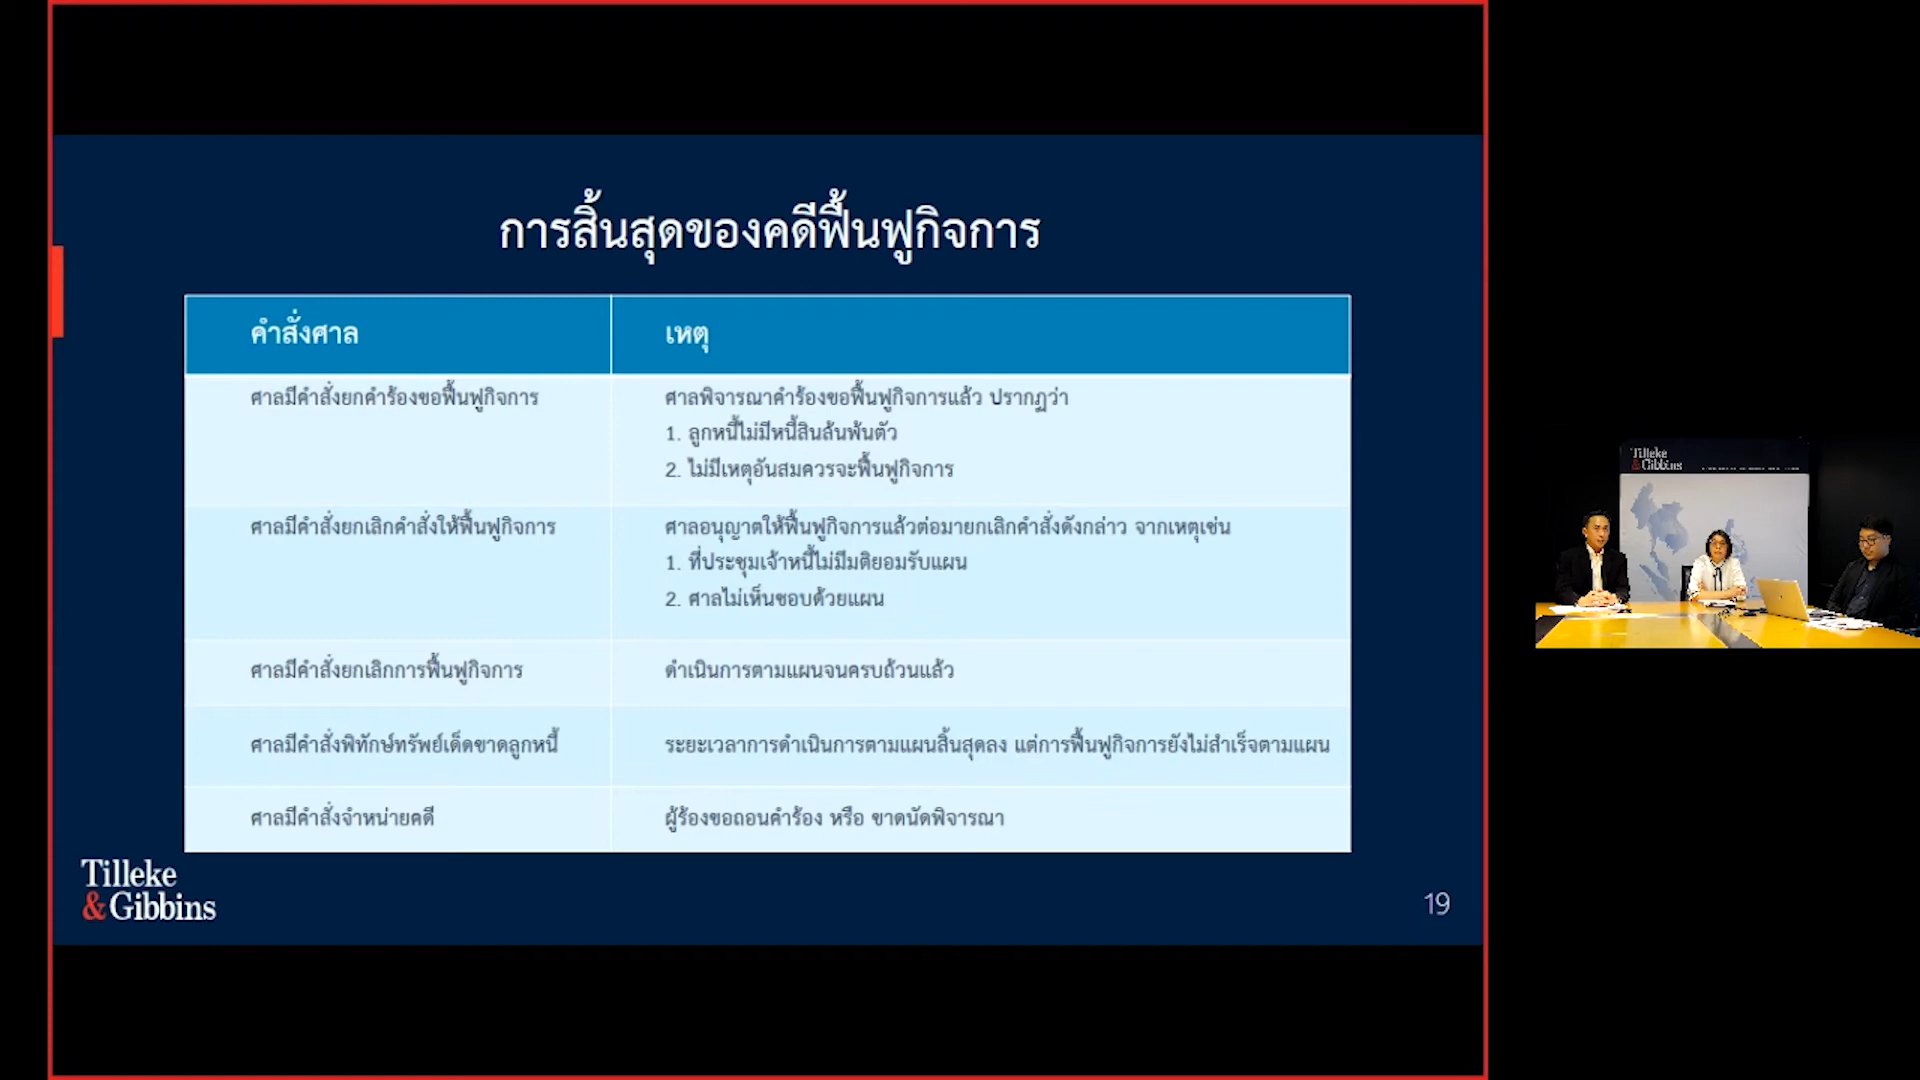 การสิ้นสุดของคดีฟื้นฟูกิจการ
คำสั่งศาล
เหตุ
ศาลมีคำสั่งยกคำร้องขอฟื้นฟูกิจการ
ศาลพิจารณาคำร้องขอฟื้นฟูกิจการแล้ว ปรากฏว่า
1. ลูกหนี้ไม่มีหนี้สินล้นพ้นตัว
2. ไม่มีเหตุอันสมควรจะฟื้นฟูกิจการ
ศาลมีคำสั่งยกเลิกคำสั่งให้ฟื้นฟูกิจการ
ศาลอนุญาตให้ฟื้นฟูกิจการแล้วต่อมายกเลิกคำสั่งดังกล่าว จากเหตุเช่น
1. ที่ประชุมเจ้าหนี้ไม่มีมติยอมรับแผน
2. ศาลไม่เห็นชอบด้วยแผน
ศาลมีคำสั่งยกเลิกการฟื้นฟูกิจการ
ดำเนินการตามแผนจนครบถ้วนแล้ว
ศาลมีคำสั่งพิทักษ์ทรัพย์เด็ดขาดลูกหนี้
ระยะเวลาการดำเนินการตามแผนสิ้นสุดลง แต่การฟื้นฟูกิจการยังไม่สำเร็จตามแผน
ศาลมีคำสั่งจำหน่ายคดี
ผู้ร้องขอถอนคำร้อง หรือ ขาดนัดพิจารณา
Tilleke
&Gibbins
19
Tilleke
&Gibbins